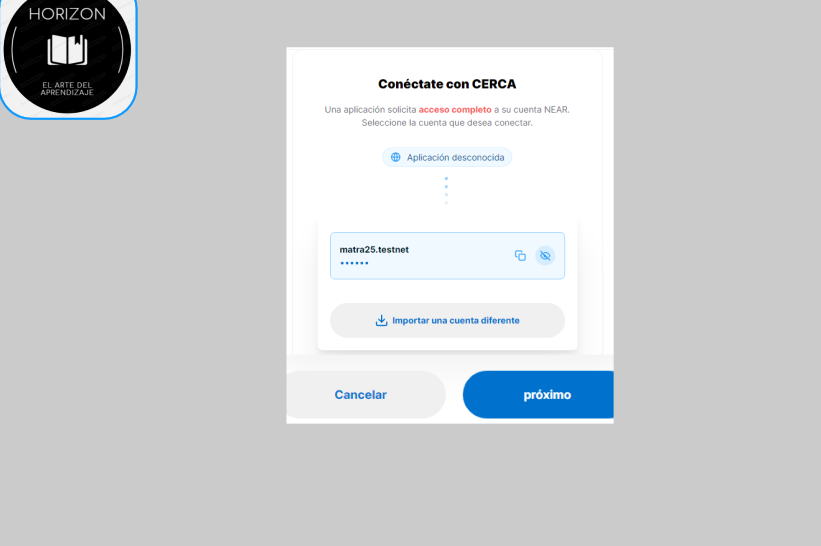 HORIZON
EL ARTE DEL
APRENDIZAJE
Conéctate con CERCA
Una aplicación solicita acceso completo a su cuenta NEAR.
Seleccione la cuenta que desea conectar.
Aplicación desconocida
matra25.testnet
••••••
Importar una cuenta diferente
Cancelar
próximo